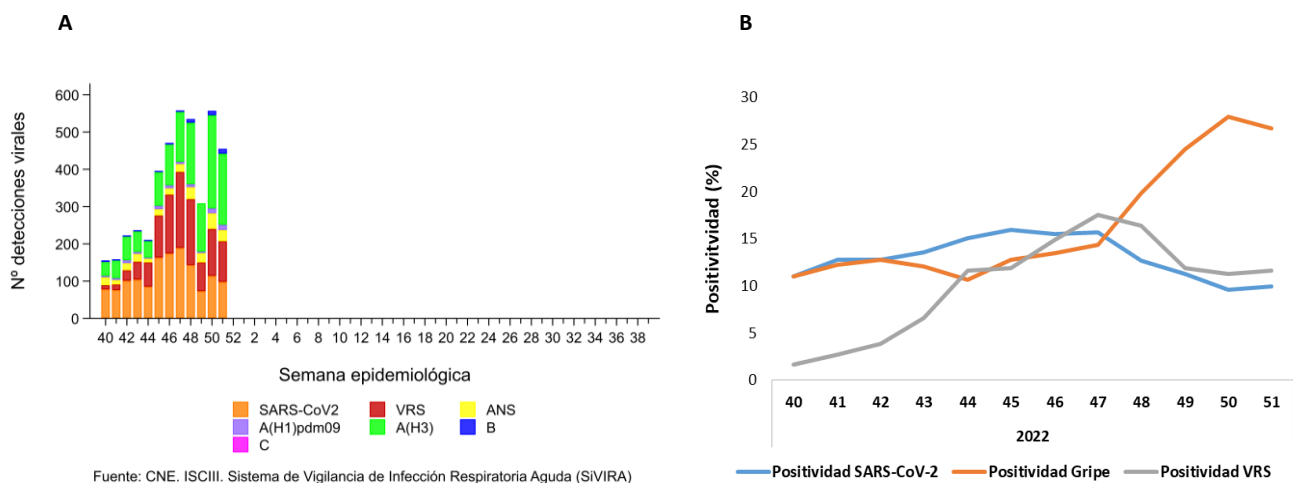 A
Nº detecciones virales
600
500
400
300
200
100
0
40 42 44 46 48 50 52 2 4 6 8 10 12 14 16 18 20 22 24 26 28 30 32 34 36 38
Semana epidemiológica
SARS-CoV2 VRS ANS
A(H1)pdm09 A(H3) B
C
Fuente: CNE. ISCIII. Sistema de Vigilancia de Infección Respiratoria Aguda (SiVIRA)
B
Positivitvidad (%)
30
25
20
15
10
5
0
40 41 42 43 44 45 46 47 48 49 50 51
2022
Positividad SARS-CoV-2 Positividad Gripe Positividad VRS